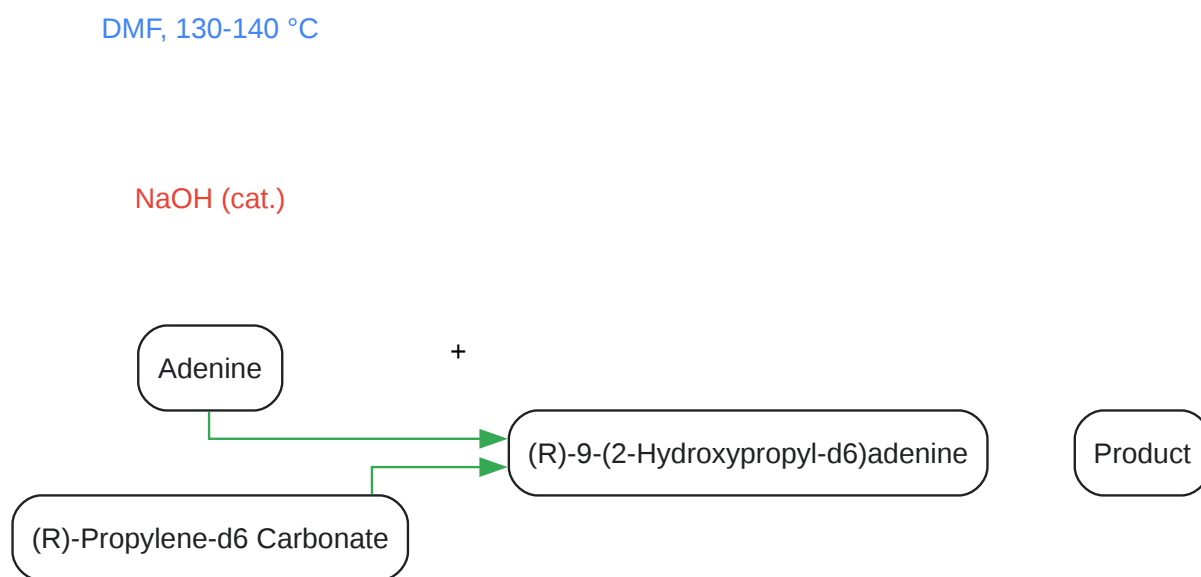 DMF, 130-140 °C
NaOH (cat.)
+
Adenine
(R)-9-(2-Hydroxypropyl-d6)adenine
Product
(R)-Propylene-d6 Carbonate